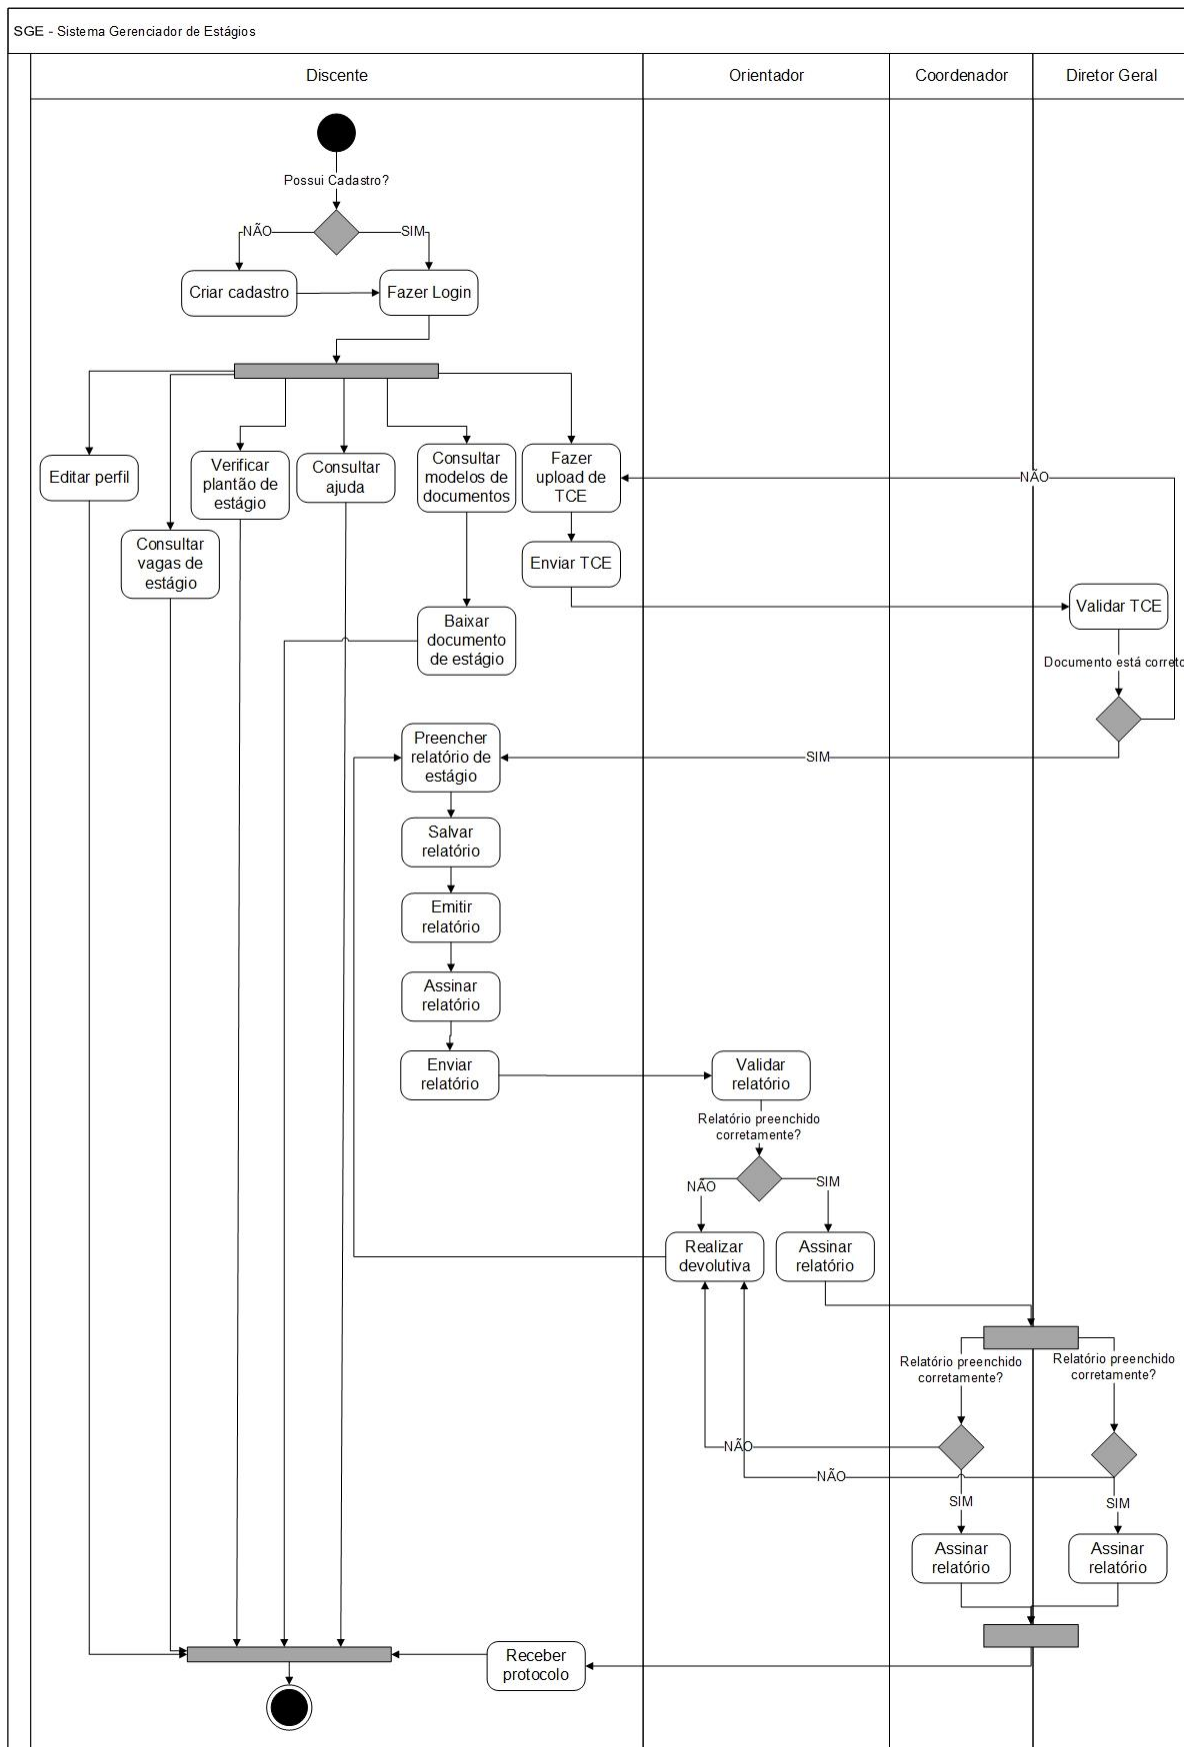 SGE - Sistema Gerenciador de Estágios
Discente
Orientador
Coordenador
Diretor Geral
Possui Cadastro?
NÃO
SIM
Criar cadastro
Fazer Login
Editar perfil
Consultar
vagas de
estágio
Verificar
plantão de
estágio
Consultar
ajuda
Consultar
modelos de
documentos
Fazer
upload de
TCE
NÃO
Enviar TCE
Validar TCE
Baixar
documento
de estágio
Documento está correto
Preencher
relatório de
estágio
SIM
Salvar
relatório
Emitir
relatório
Assinar
relatório
Enviar
relatório
Validar
relatório
Relatório preenchido
corretamente?
NÃO
SIM
Realizar
devolutiva
Assinar
relatório
Relatório preenchido
corretamente?
Relatório preenchido
corretamente?
NÃO
NÃO
SIM
SIM
Assinar
relatório
Assinar
relatório
Receber
protocolo